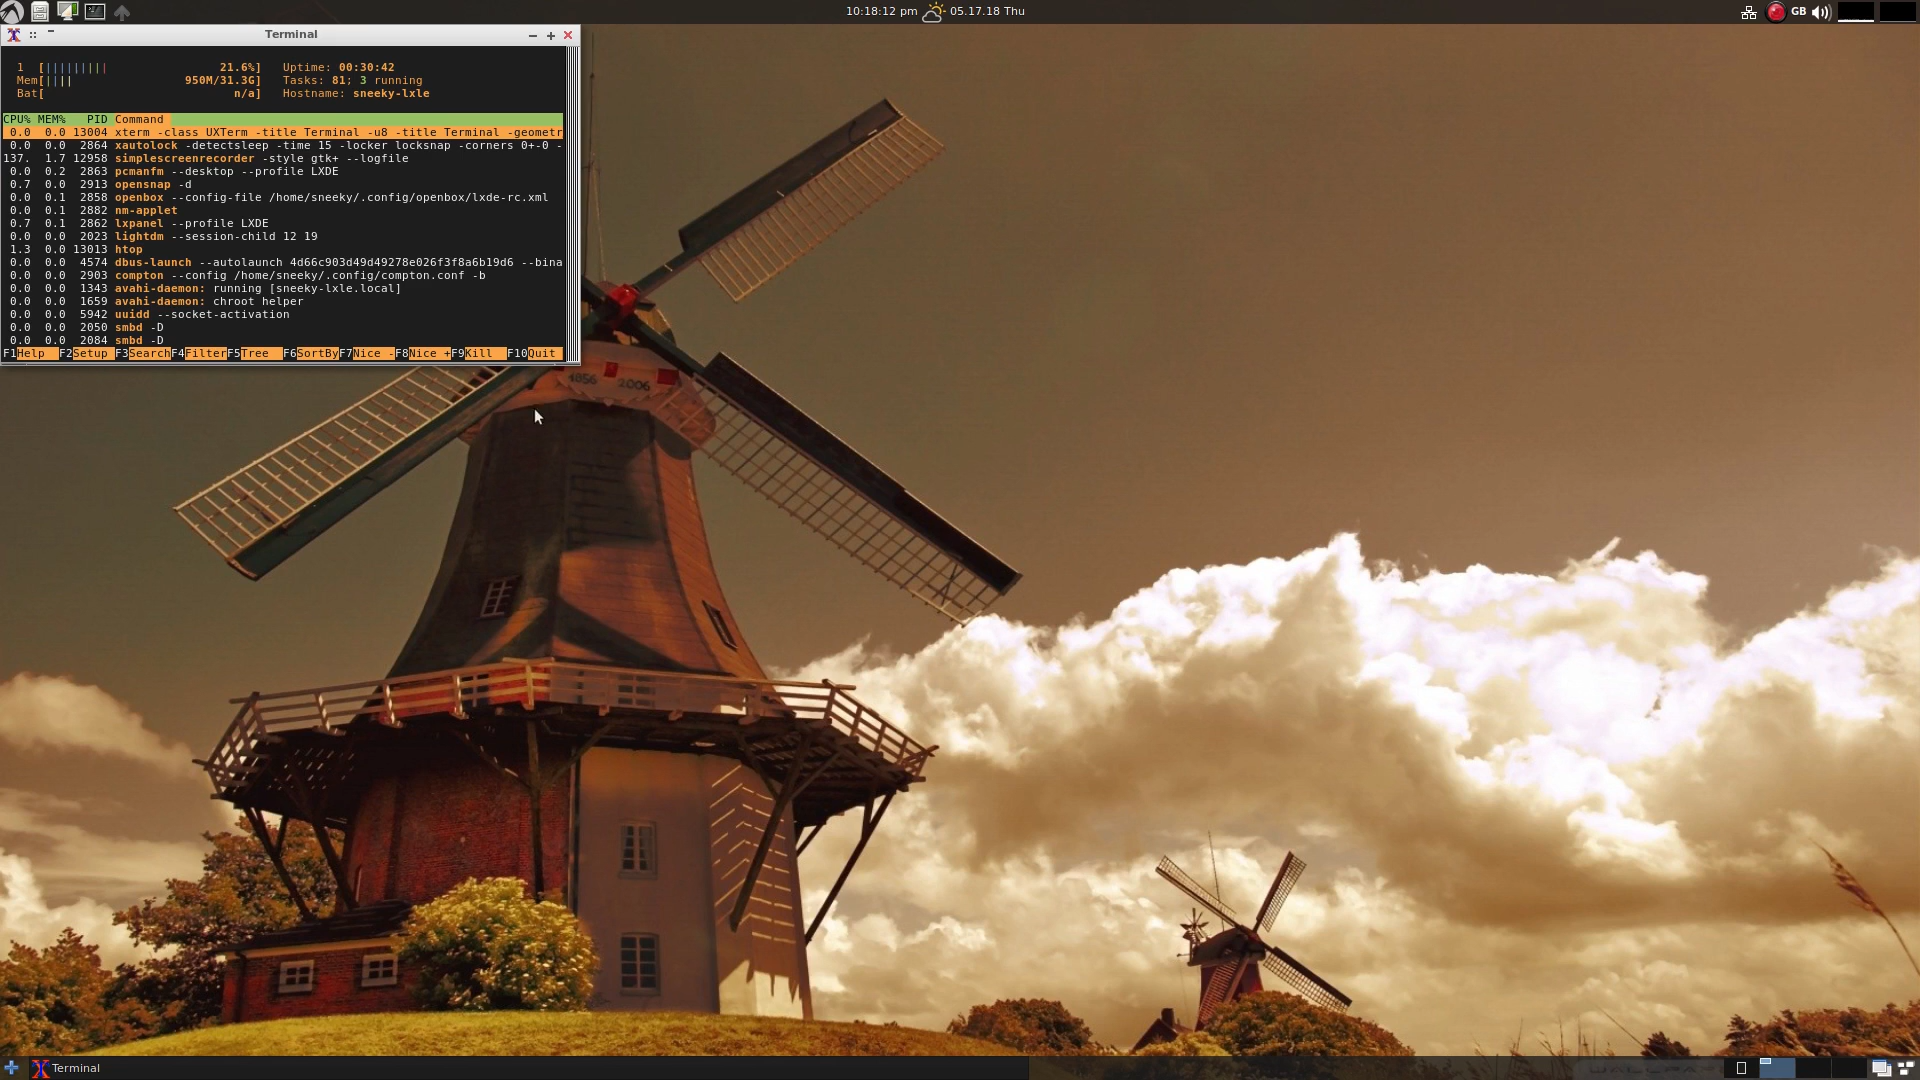 10:18:12 pm 05.17.18 Thu GB
Terminal
1 [||||||||| 21.6%] Uptime: 00:30:42
Mem[|||| 950M/31.3G] Tasks: 81; 3 running
Bat[ n/a] Hostname: sneeky-lxle
CPU% MEM% PID Command
0.0 0.0 13004 xterm -class UXTerm -title Terminal -u8 -title Terminal -geometr
0.0 0.0 2864 xautolock -detectsleep -time 15 -locker locksnap -corners 0+-0 -
137. 1.7 12958 simplescreenrecorder -style gtk+ --logfile
0.0 0.2 2863 pcmanfm --desktop --profile LXDE
0.7 0.0 2913 opensnap -d
0.0 0.1 2858 openbox --config-file /home/sneeky/.config/openbox/lxde-rc.xml
0.0 0.1 2882 nm-applet
0.7 0.1 2862 lxpanel --profile LXDE
0.0 0.0 2023 lightdm --session-child 12 19
1.3 0.0 13013 htop
0.0 0.0 4574 dbus-launch --autolaunch 4d66c903d49d49278e026f3f8a6b19d6 --bina
0.0 0.0 2903 compton --config /home/sneeky/.config/compton.conf -b
0.0 0.0 1343 avahi-daemon: running [sneeky-lxle.local]
0.0 0.0 1659 avahi-daemon: chroot helper
0.0 0.0 5942 uuidd --socket-activation
0.0 0.0 2050 smbd -D
0.0 0.0 2084 smbd -D
F1Help F2Setup F3SearchF4FilterF5Tree F6SortByF7Nice -F8Nice +F9Kill F10Quit
1856 2006
Terminal